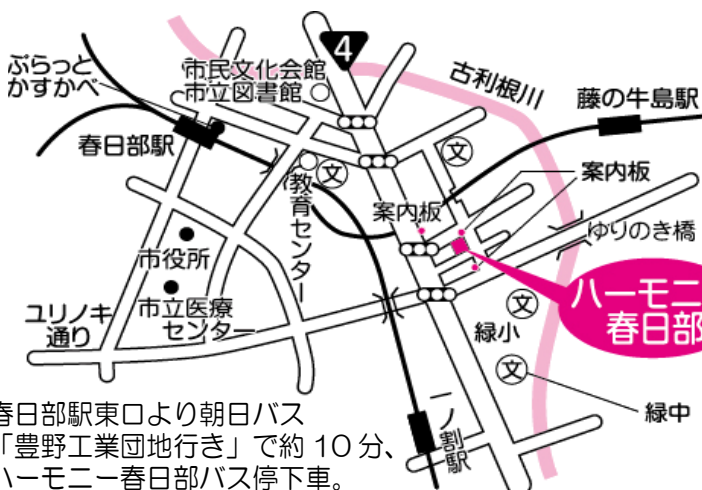 4
ぷらっと
かすかべ
市民文化会館
市立図書館
古利根川
藤の牛島駅
春日部駅
文
文
案内板
教育センター
案内板
ゆりのき橋
市役所
市立医療
センター
ユリノキ
通り
ハーモニ
春日部
文
緑小
文
緑中
一ノ割駅
春日部駅東口より朝日バス
「豊野工業団地行き」で約 10 分、
ハーモニー春日部バス停下車。